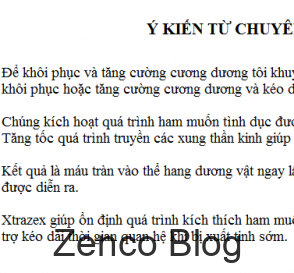 Ý KIẾN TỪ CHUYÊ
Để khôi phục và tăng cường cương dương tôi khu
khôi phục hoặc tăng cường cương dương và kéo d
Chúng kích hoạt quá trình ham muốn tình dục đư
Tăng tốc quá trình truyền các xung thần kinh giúp
Kết quả là máu tràn vào thể hang dương vật ngay l
được diễn ra.
Xtrazex giúp ổn định quá trình kích thích ham mu
trợ kéo dài thời gian quan hệ khi bị xuất tinh sớm.
Zenco Blog